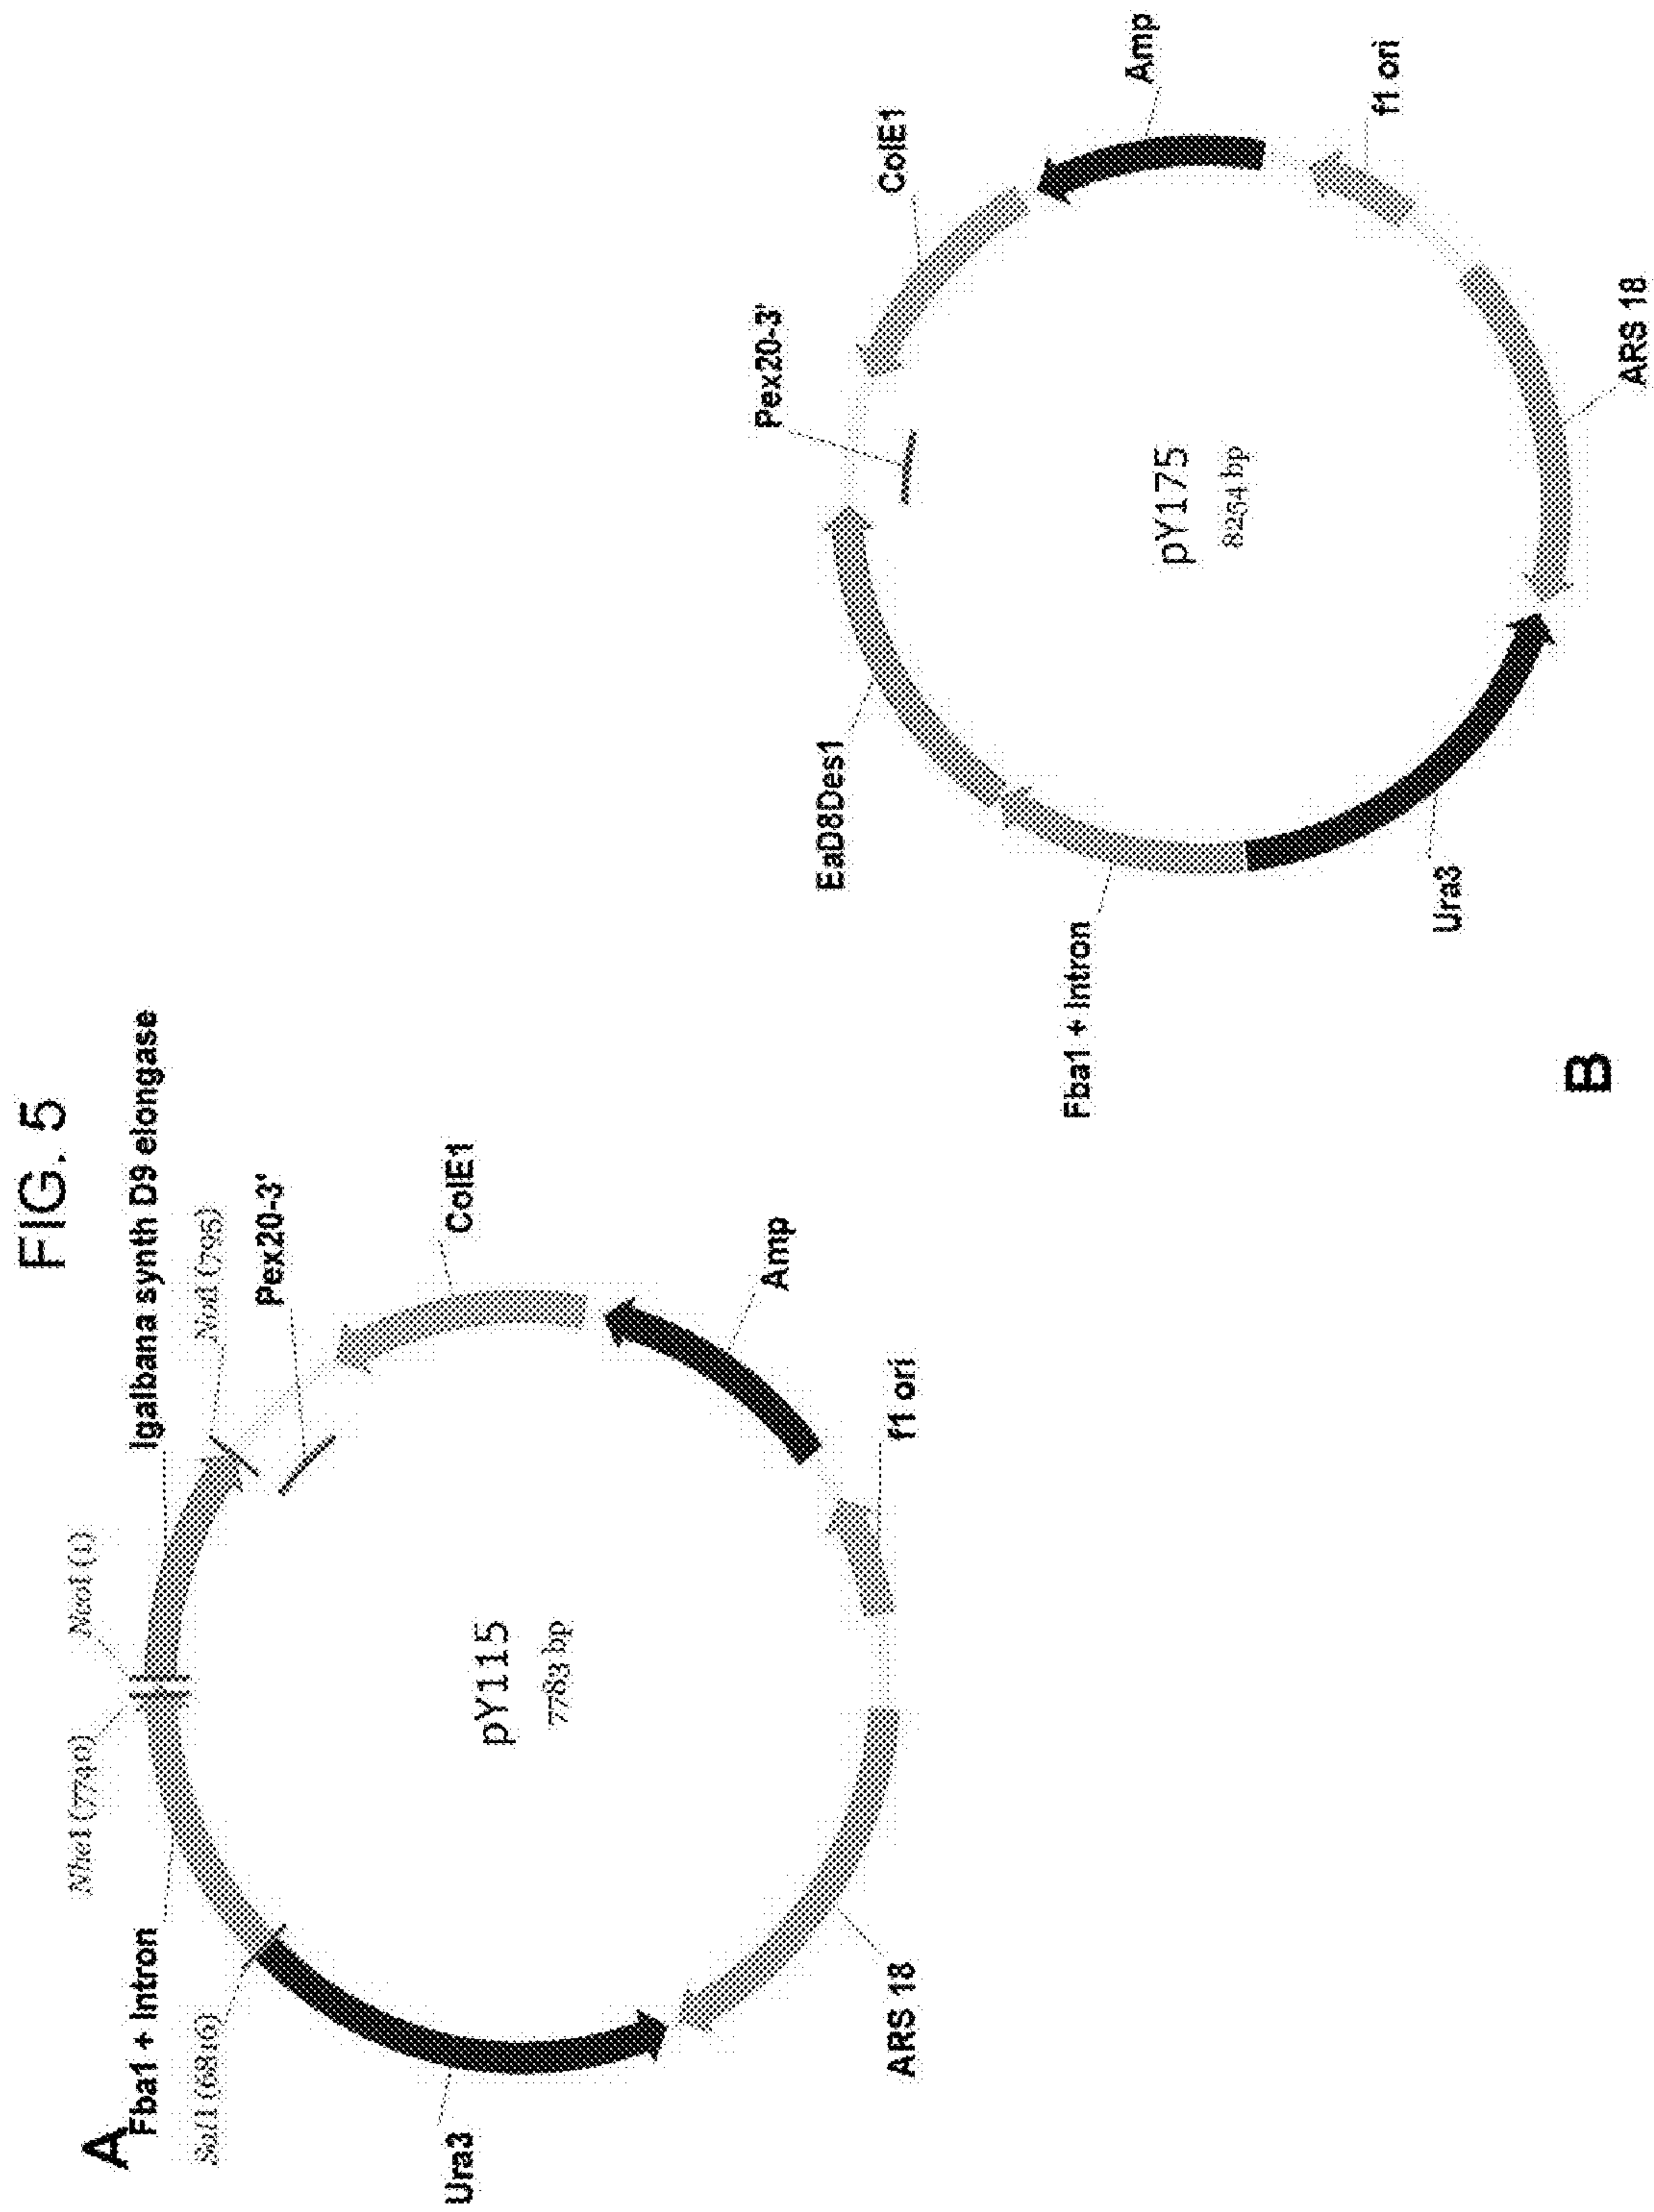 FIG. 5
A
Fba1 + Intron
NheI (7740)
NcoI (1)
Igalbana synth D9 elongase
NotI (795)
Pex20-3'
ColE1
Amp
f1 ori
ARS 18
Ura3
pY115
7783 bp
B
Fba1 + Intron
EaD8Des1
Pex20-3'
ColE1
Amp
f1 ori
ARS 18
Ura3
pY175
8254 bp